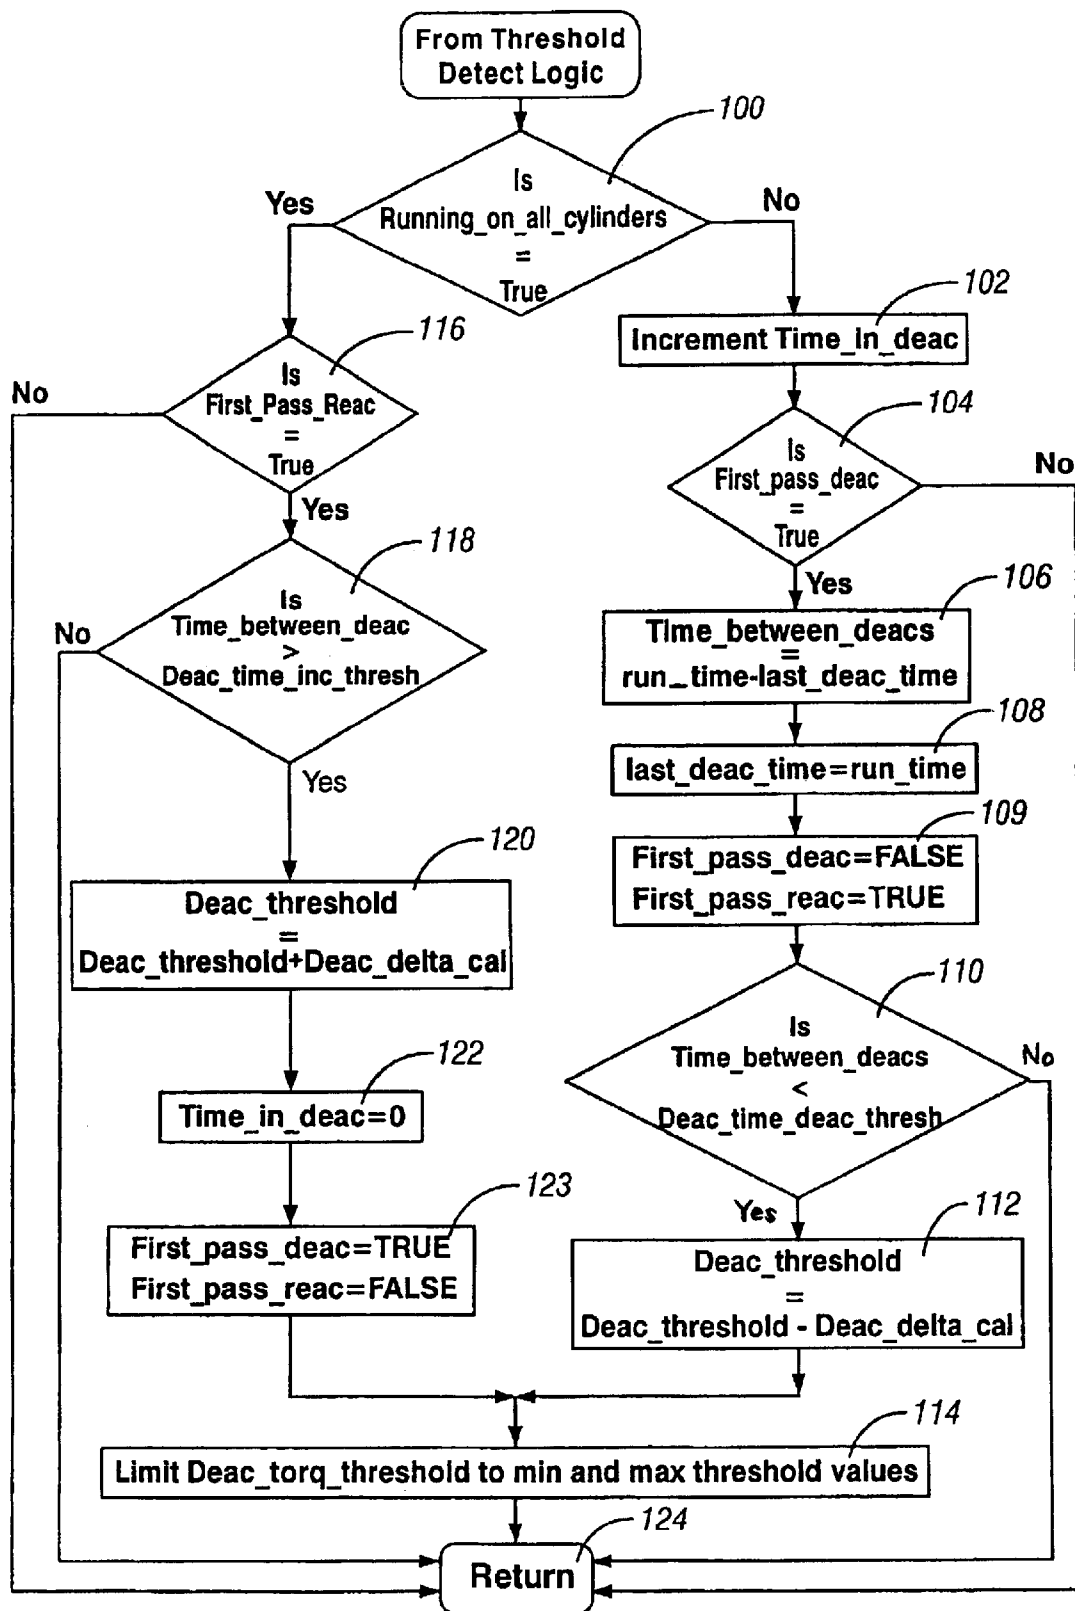 From Threshold
Detect Logic
100
Is
Running_on_all_cylinders
=
True
Yes
No
102
Increment Time_in_deac
116
Is
First_Pass_Reac
=
True
No
Yes
104
Is
First_pass_deac
=
True
No
Yes
118
Is
Time_between_deac
>
Deac_time_inc_thresh
No
Yes
106
Time_between_deacs
=
run_time-last_deac_time
108
last_deac_time=run_time
109
First_pass_deac=FALSE
First_pass_reac=TRUE
120
Deac_threshold
=
Deac_threshold+Deac_delta_cal
110
Is
Time_between_deacs
<
Deac_time_deac_thresh
No
Yes
122
Time_in_deac=0
123
First_pass_deac=TRUE
First_pass_reac=FALSE
112
Deac_threshold
=
Deac_threshold - Deac_delta_cal
114
Limit Deac_torq_threshold to min and max threshold values
124
Return